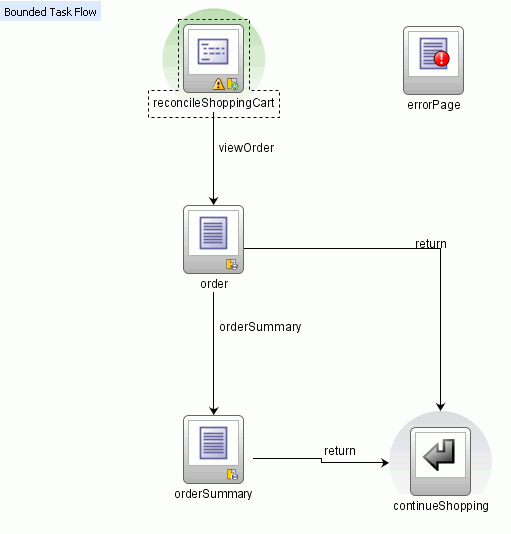 Bounded Task Flow
reconcileShoppingCart
errorPage
viewOrder
return
order
orderSummary
return
orderSummary
continueShopping